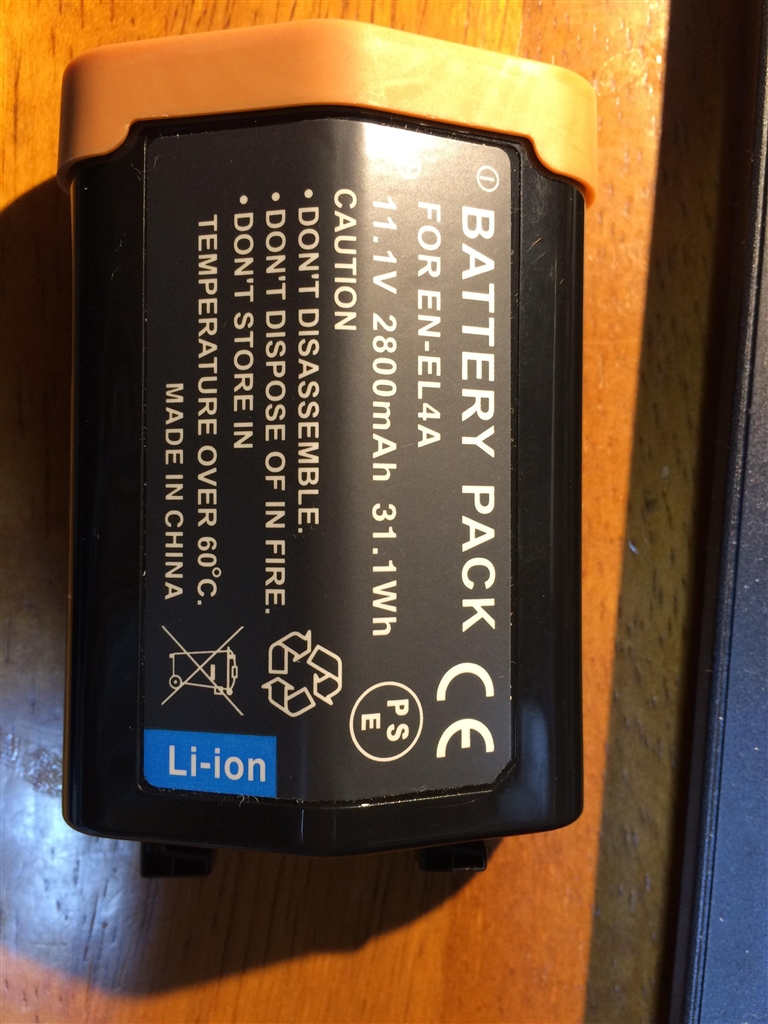 BATTERY PACK
FOR EN-EL4A
11.1V 2800mAh 31.1Wh
CAUTION
• DON'T DISASSEMBLE.
• DON'T DISPOSE OF IN FIRE.
• DON'T STORE IN
TEMPERATURE OVER 60°C.
MADE IN CHINA
CE
PS
E
Li-ion